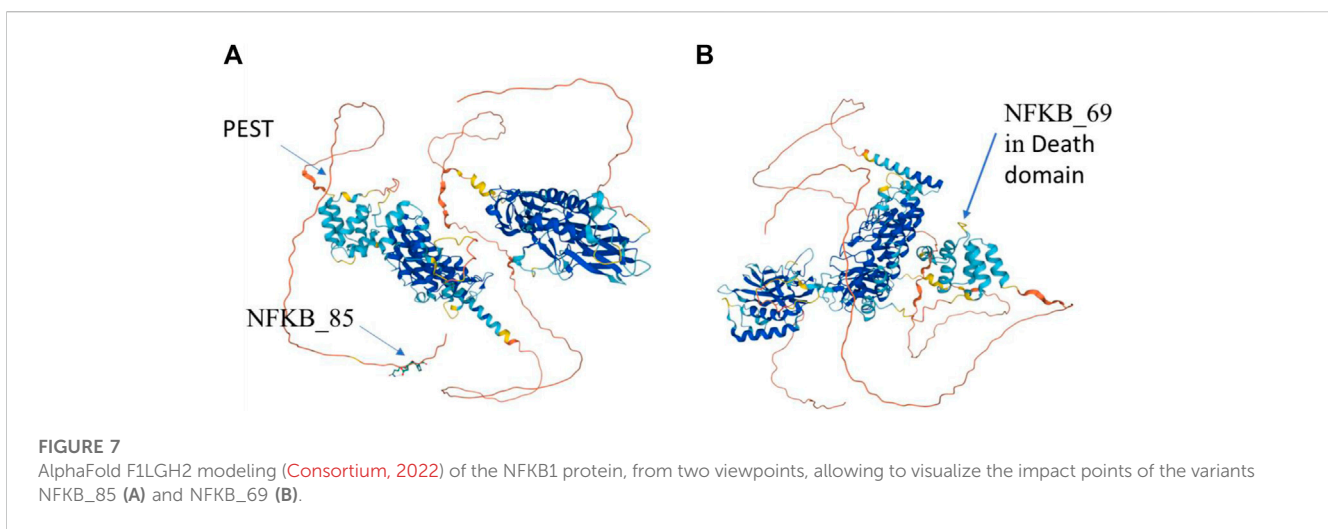 A
B
PEST
NFKB_85
NFKB_69
in Death
domain
FIGURE 7
AlphaFold F1LGH2 modeling (Consortium, 2022) of the NFKB1 protein, from two viewpoints, allowing to visualize the impact points of the variants
NFKB_85 (A) and NFKB_69 (B).